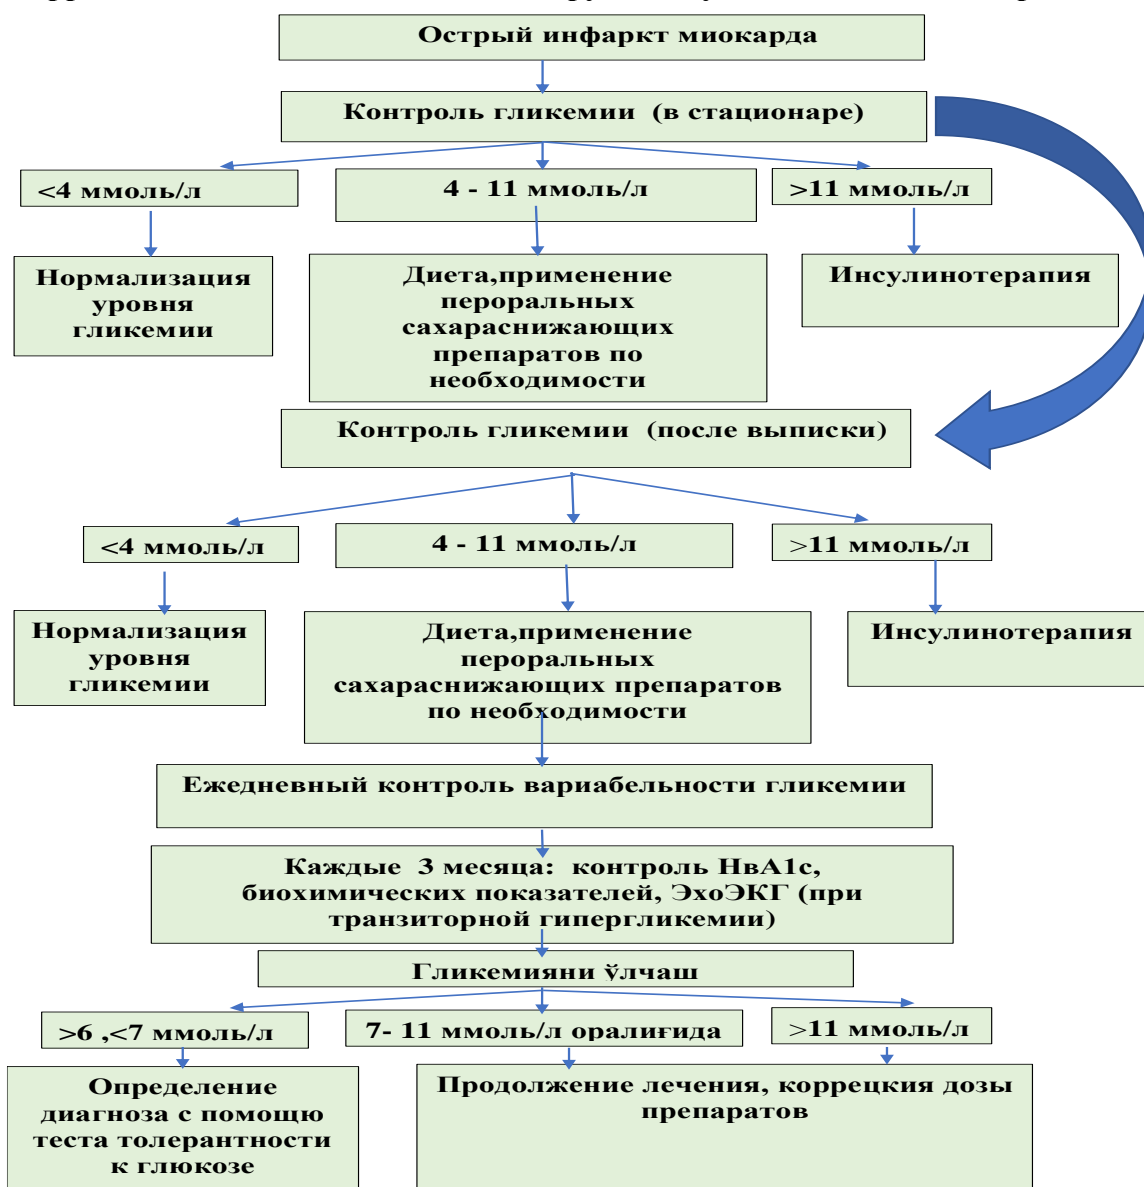 Острый инфаркт миокарда
Контроль гликемии (в стационаре)
<4 ммоль/л
4 - 11 ммоль/л
>11 ммоль/л
Нормализация
уровня
гликемии
Диета,применение
пероральных
сахараснижающих
препаратов по
необходимости
Инсулинотерапия
Контроль гликемии (после выписки)
<4 ммоль/л
4 - 11 ммоль/л
>11 ммоль/л
Нормализация
уровня
гликемии
Диета,применение
пероральных
сахараснижающих препаратов
по необходимости
Инсулинотерапия
Ежедневный контроль вариабельности гликемии
Каждые 3 месяца: контроль НвА1с,
биохимических показателей, ЭхоЭКГ (при
транзиторной гипергликемии)
Гликемияни ўлчаш
>6 ,<7 ммоль/л
7- 11 ммоль/л оралиғида
>11 ммоль/л
Определение
диагноза с помощю
теста толерантности
к глюкозе
Продолжение лечения, коррецкия дозы
препаратов